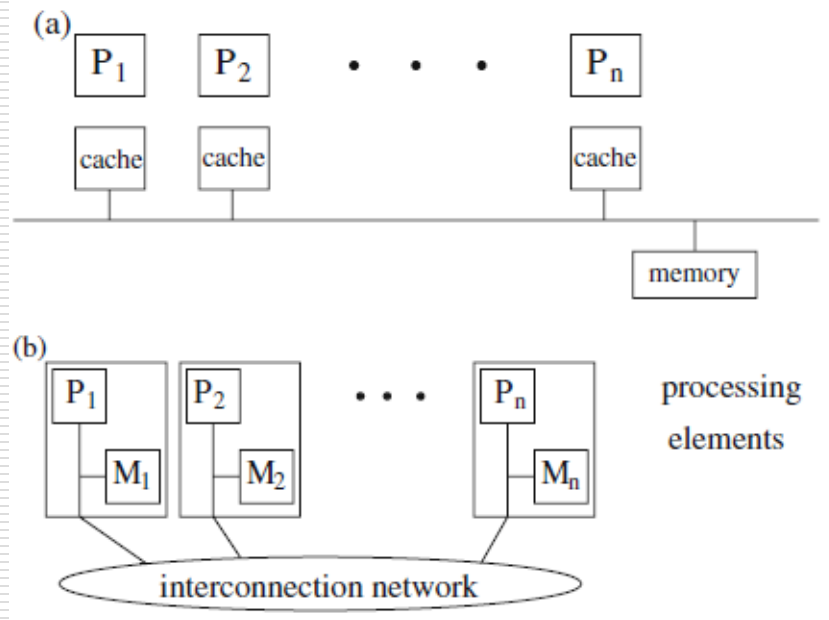 (a)
P₁ P₂ • • • Pₙ
cache cache cache
memory
(b)
P₁ P₂ • • • Pₙ processing
M₁ M₂ Mₙ elements
interconnection network